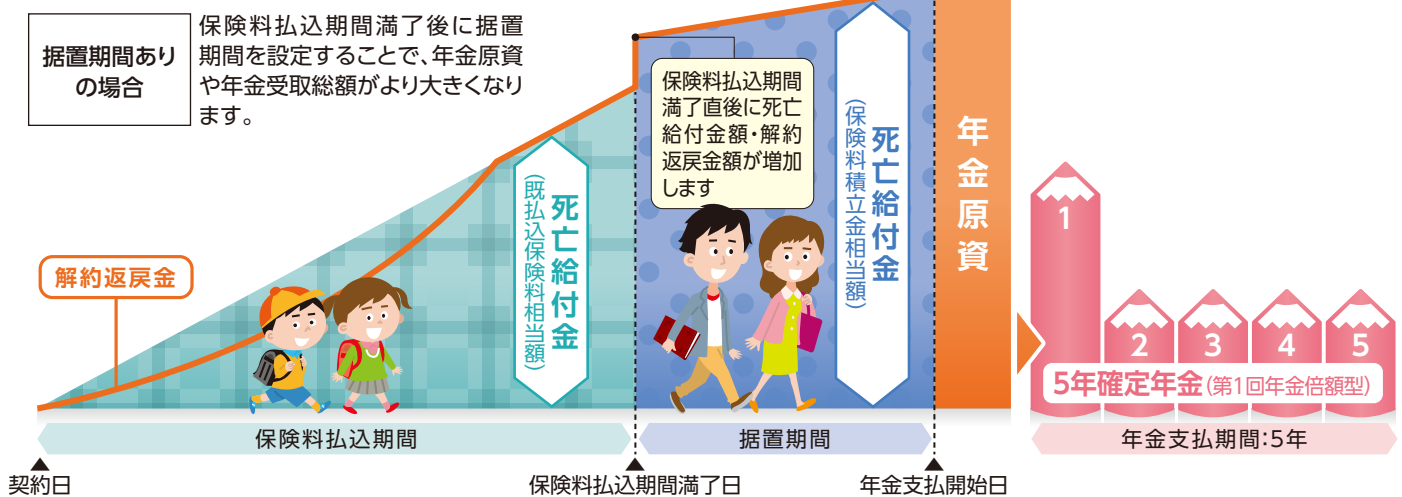 据置期間あり
の場合
保険料払込期間満了後に据置
期間を設定することで、年金原資
や年金受取総額がより大きくなり
ます。
解約返戻金
死亡給付金
(既払込保険料相当額)
保険料払込期間
満了直後に死亡
給付金額・解約
返戻金額が増加
します
死亡給付金
(保険料積立金相当額)
年金原資
1
2
3
4
5
5年確定年金(第1回年金倍額型)
保険料払込期間
据置期間
年金支払期間:5年
契約日
保険料払込期間満了日
年金支払開始日